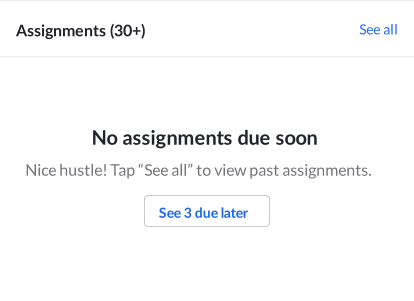 Assignments (30+) See all
No assignments due soon
Nice hustle! Tap “See all” to view past assignments.
See 3 due later